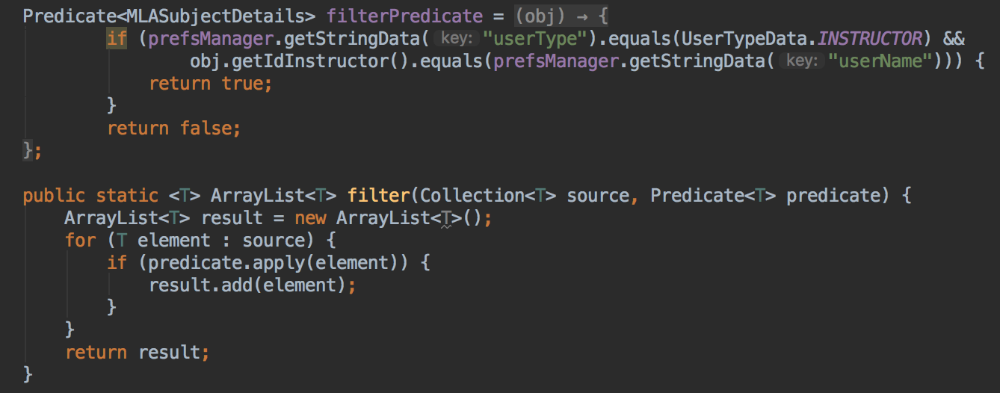 Predicate<MLASubjectDetails> filterPredicate = (obj) → {
        if (prefsManager.getStringData( key: "userType").equals(UserTypeData.INSTRUCTOR) &&
                obj.getIdInstructor().equals(prefsManager.getStringData( key: "userName"))) {
            return true;
        }
        return false;
};

public static <T> ArrayList<T> filter(Collection<T> source, Predicate<T> predicate) {
    ArrayList<T> result = new ArrayList<T>();
    for (T element : source) {
        if (predicate.apply(element)) {
            result.add(element);
        }
    }
    return result;
}